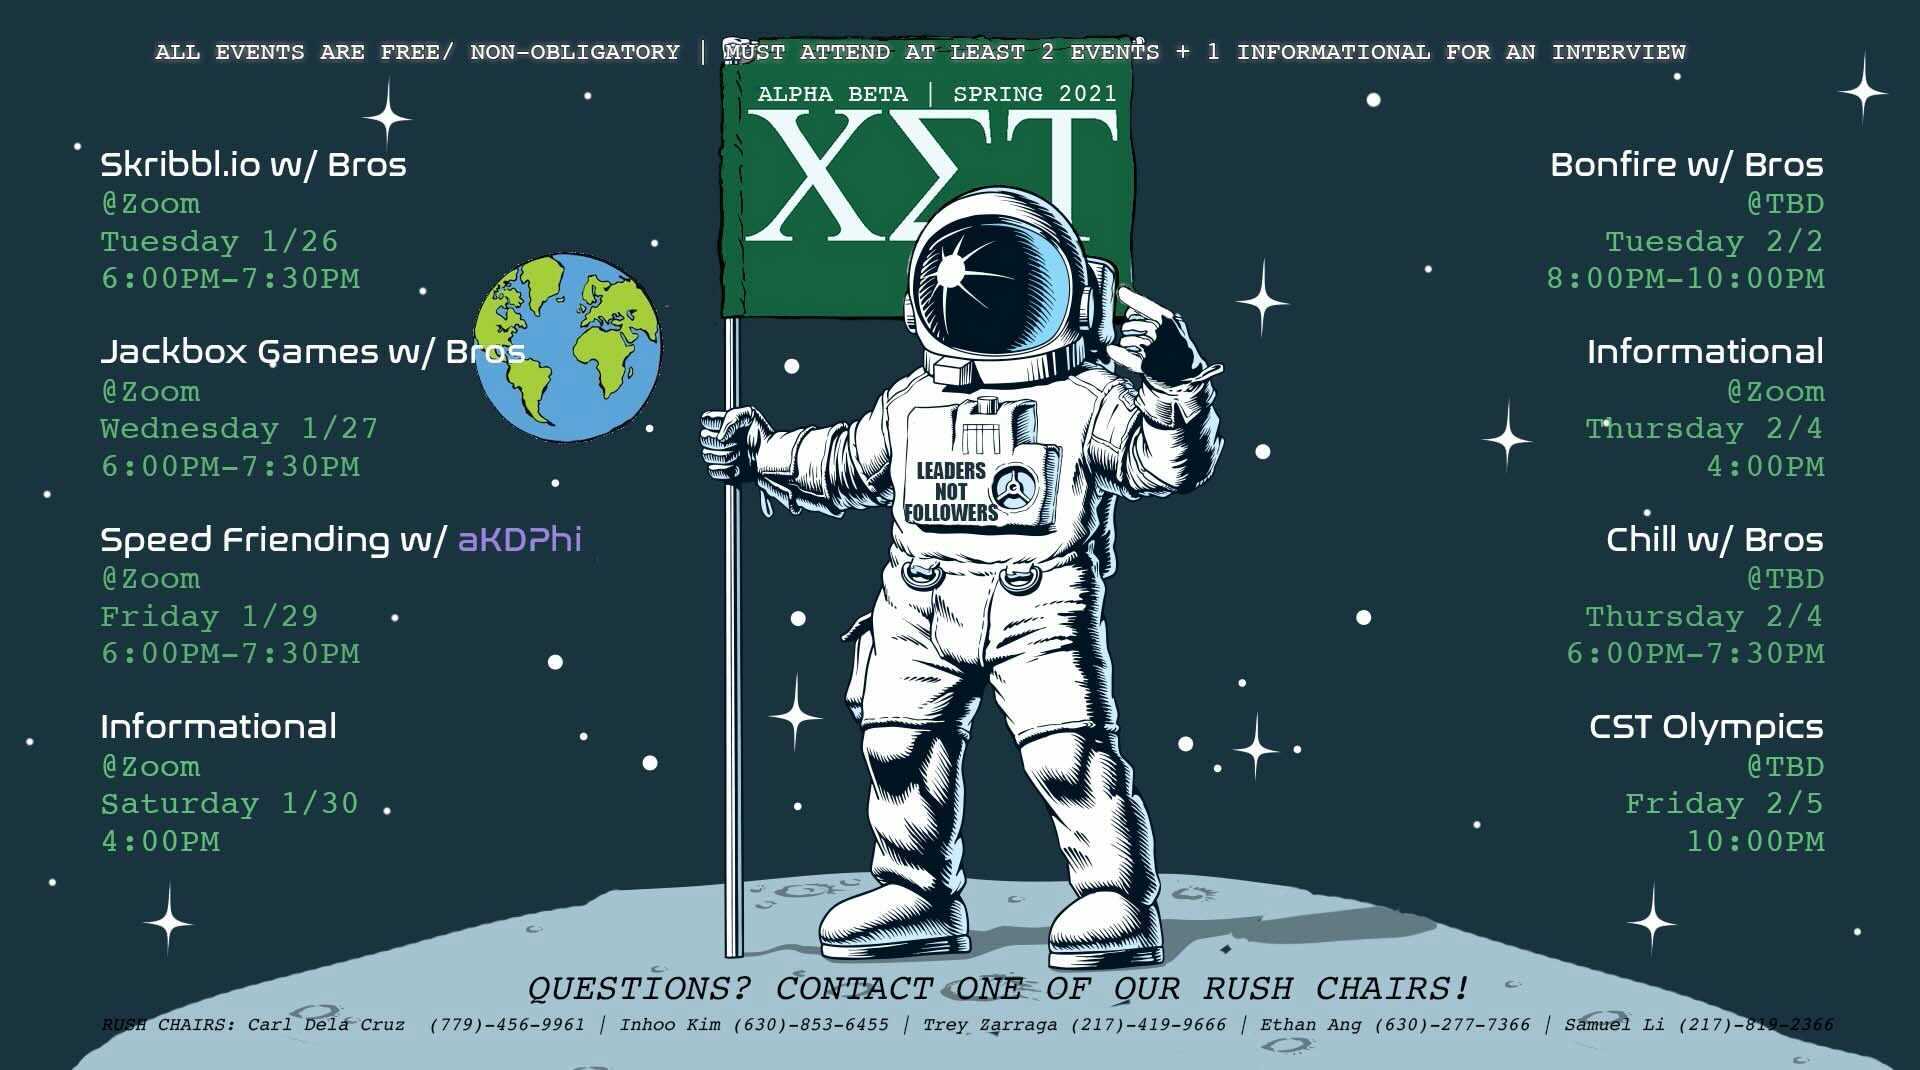 ALL EVENTS ARE FREE/ NON-OBLIGATORY | MUST ATTEND AT LEAST 2 EVENTS + 1 INFORMATIONAL FOR AN INTERVIEW
ALPHA BETA | SPRING 2021
ΧΣΤ
Skribbl.io w/ Bros
@Zoom
Tuesday 1/26
6:00PM-7:30PM
Jackbox Games w/ Bros
@Zoom
Wednesday 1/27
6:00PM-7:30PM
Speed Friending w/ aKDPhi
@Zoom
Friday 1/29
6:00PM-7:30PM
Informational
@Zoom
Saturday 1/30
4:00PM
LEADERS
NOT
FOLLOWERS
Bonfire w/ Bros
@TBD
Tuesday 2/2
8:00PM-10:00PM
Informational
@Zoom
Thursday 2/4
4:00PM
Chill w/ Bros
@TBD
Thursday 2/4
6:00PM-7:30PM
CST Olympics
@TBD
Friday 2/5
10:00PM
QUESTIONS? CONTACT ONE OF OUR RUSH CHAIRS!
RUSH CHAIRS: Carl Dela Cruz (779)-456-9961 | Inhoo Kim (630)-853-6455 | Trey Zarraga (217)-419-9666 | Ethan Ang (630)-277-7366 | Samuel Li (217)-819-2366